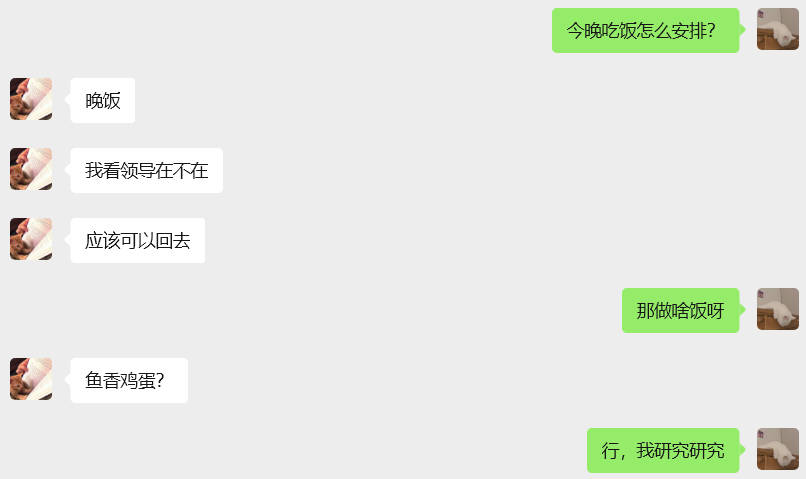 今晚吃饭怎么安排？
晚饭
我看领导在不在
应该可以回去
那做啥饭呀
鱼香鸡蛋？
行，我研究研究